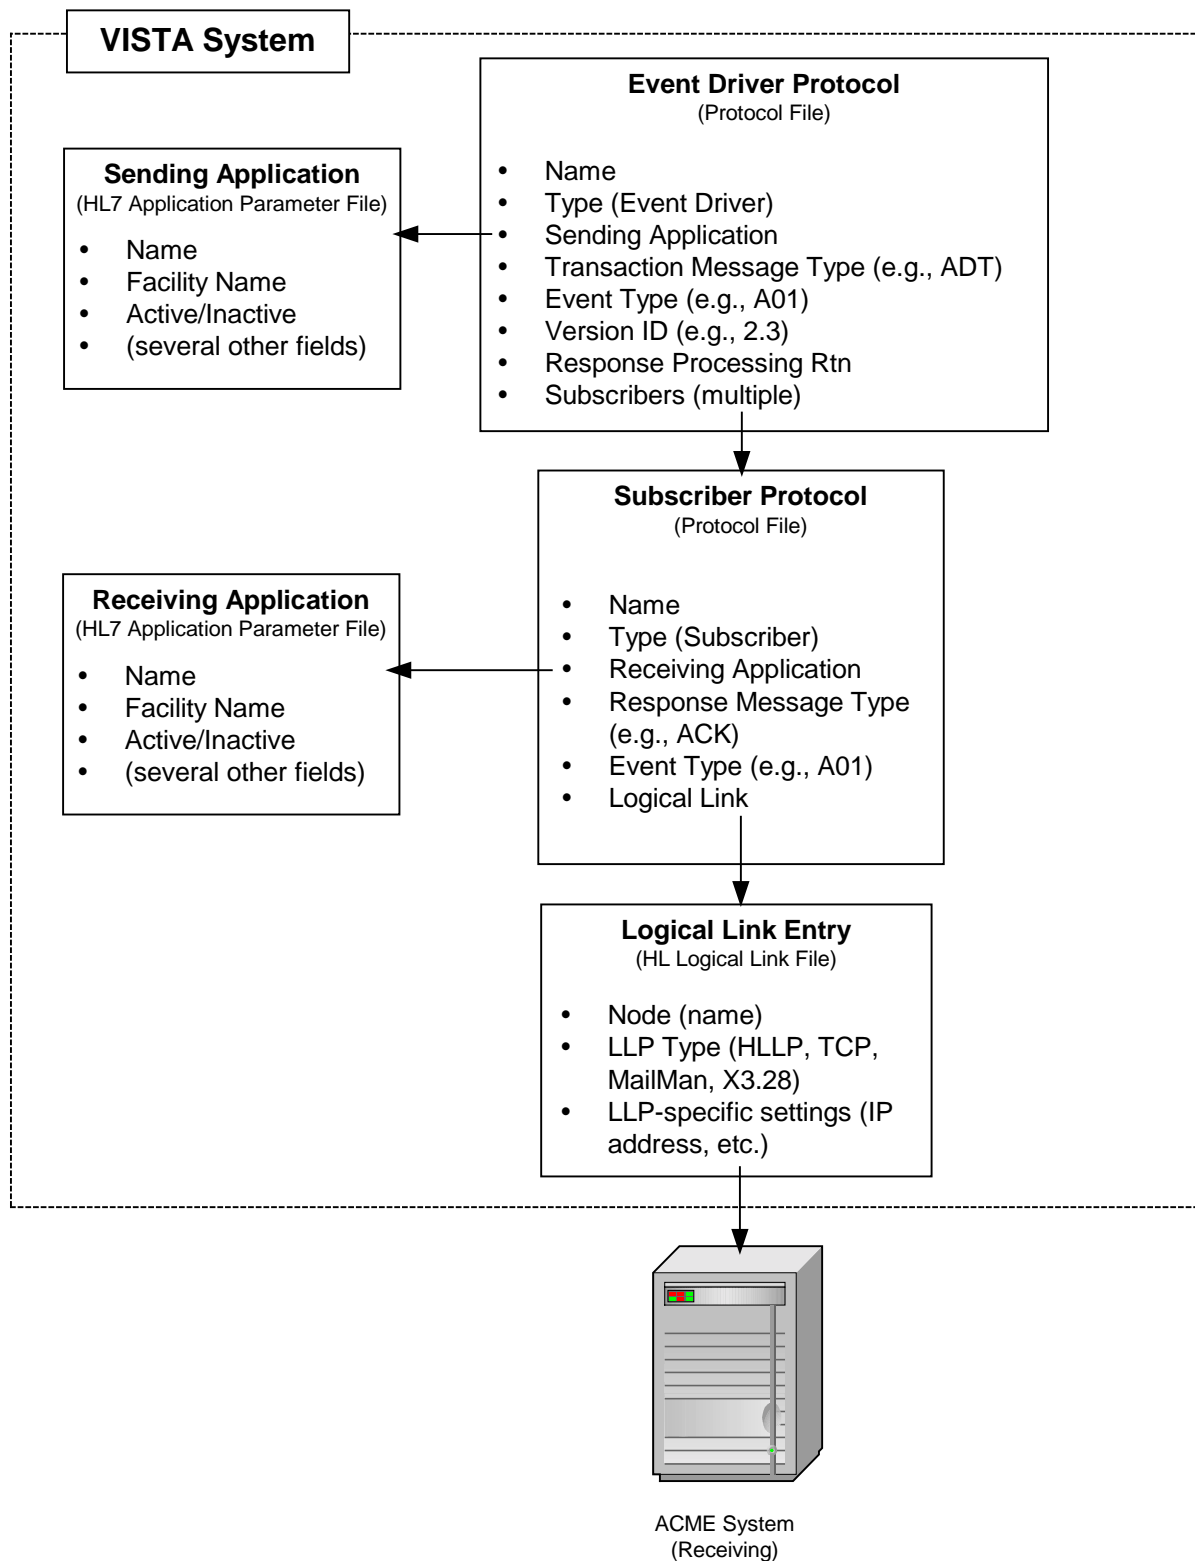 VISTA System
Event Driver Protocol
(Protocol File)
• Name
• Type (Event Driver)
• Sending Application
• Transaction Message Type (e.g., ADT)
• Event Type (e.g., A01)
• Version ID (e.g., 2.3)
• Response Processing Rtn
• Subscribers (multiple)
Sending Application
(HL7 Application Parameter File)
• Name
• Facility Name
• Active/Inactive
• (several other fields)
Subscriber Protocol
(Protocol File)
• Name
• Type (Subscriber)
• Receiving Application
• Response Message Type
(e.g., ACK)
• Event Type (e.g., A01)
• Logical Link
Receiving Application
(HL7 Application Parameter File)
• Name
• Facility Name
• Active/Inactive
• (several other fields)
Logical Link Entry
(HL Logical Link File)
• Node (name)
• LLP Type (HLLP, TCP,
MailMan, X3.28)
• LLP-specific settings (IP
address, etc.)
ACME System
(Receiving)